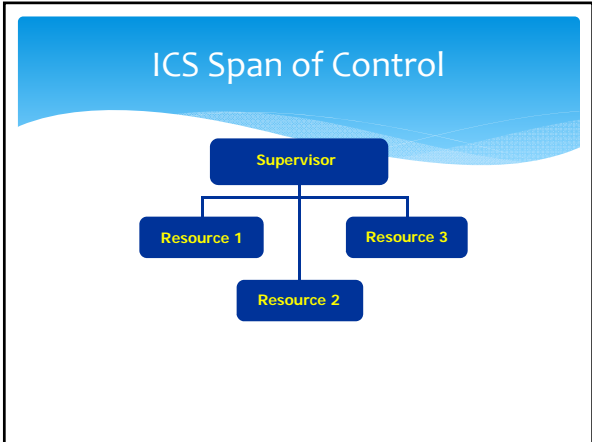 ICS Span of Control
Supervisor
Resource 1
Resource 3
Resource 2